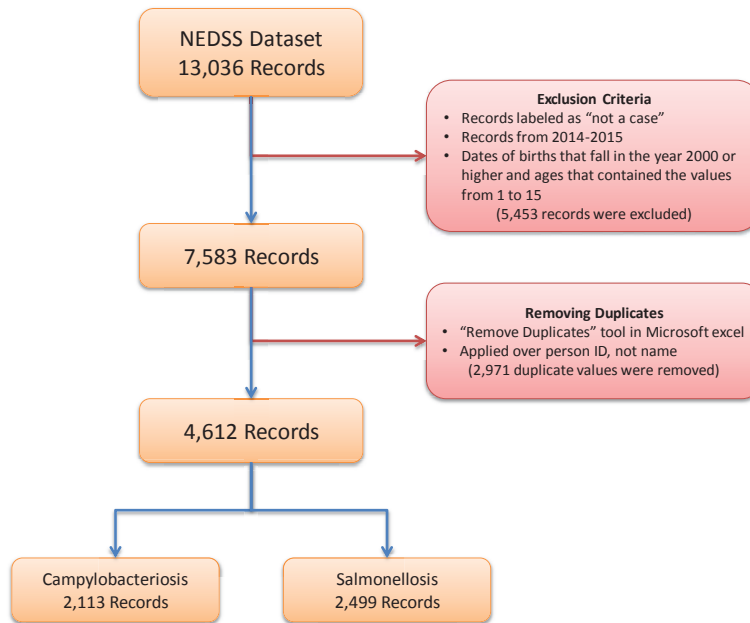 NEDSS Dataset
13,036 Records
Exclusion Criteria
• Records labeled as “not a case”
• Records from 2014-2015
• Dates of births that fall in the year 2000 or
higher and ages that contained the values
from 1 to 15
(5,453 records were excluded)
7,583 Records
Removing Duplicates
• “Remove Duplicates” tool in Microsoft excel
• Applied over person ID, not name
(2,971 duplicate values were removed)
4,612 Records
Campylobacteriosis
2,113 Records
Salmonellosis
2,499 Records